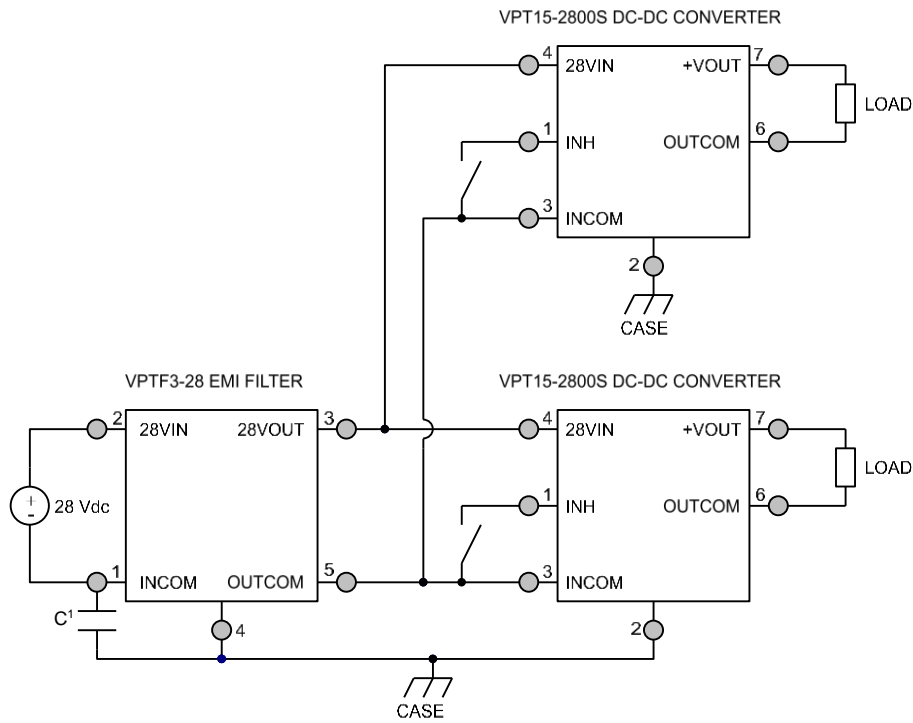 VPT15-2800S DC-DC CONVERTER
4 28VIN +VOUT 7
LOAD
1 INH OUTCOM 6
3 INCOM
2
CASE
VPTF3-28 EMI FILTER VPT15-2800S DC-DC CONVERTER
2 28VIN 28VOUT 3 4 28VIN +VOUT 7
LOAD
+ - 28 Vdc 1 INH OUTCOM 6
1 INCOM OUTCOM 5 3 INCOM
C¹
4 2
CASE